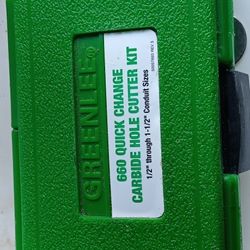 GREENLEE®
660 QUICK CHANGE
CARBIDE HOLE CUTTER KIT
1/2" through 1-1/2" Conduit Sizes